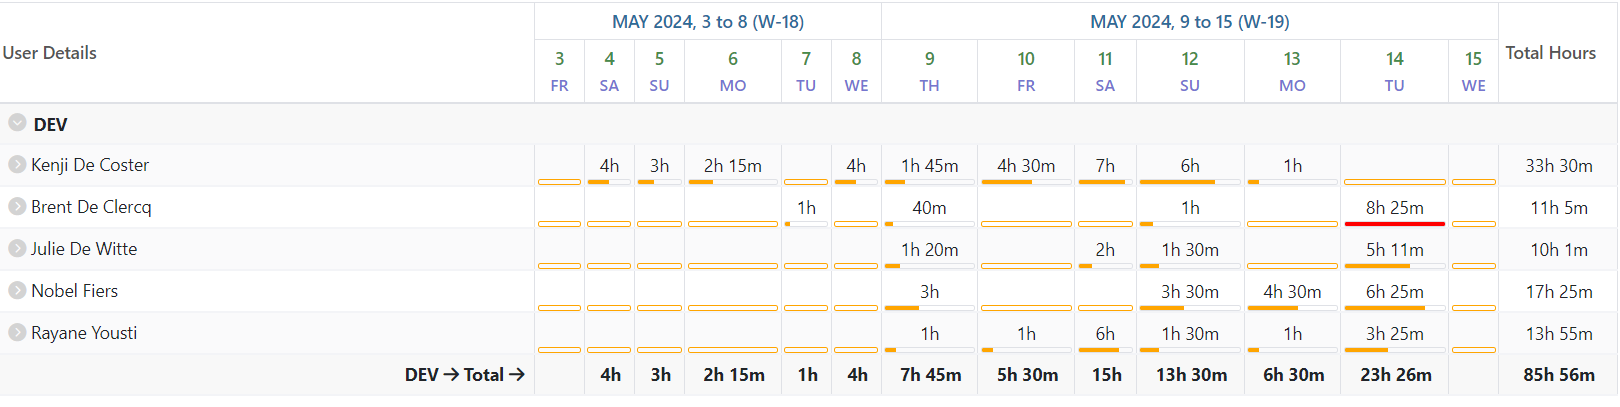 MAY 2024, 3 to 8 (W-18) MAY 2024, 9 to 15 (W-19)
User Details 3 4 5 6 7 8 9 10 11 12 13 14 15 Total Hours
FR SA SU MO TU WE TH FR SA SU MO TU WE
DEV
Kenji De Coster 4h 3h 2h 15m 4h 1h 45m 4h 30m 7h 6h 1h 33h 30m
Brent De Clercq 1h 40m 1h 8h 25m 11h 5m
Julie De Witte 1h 20m 2h 1h 30m 5h 11m 10h 1m
Nobel Fiers 3h 3h 30m 4h 30m 6h 25m 17h 25m
Rayane Yousti 1h 1h 6h 1h 30m 1h 3h 25m 13h 55m
DEV → Total → 4h 3h 2h 15m 1h 4h 7h 45m 5h 30m 15h 13h 30m 6h 30m 23h 26m 85h 56m